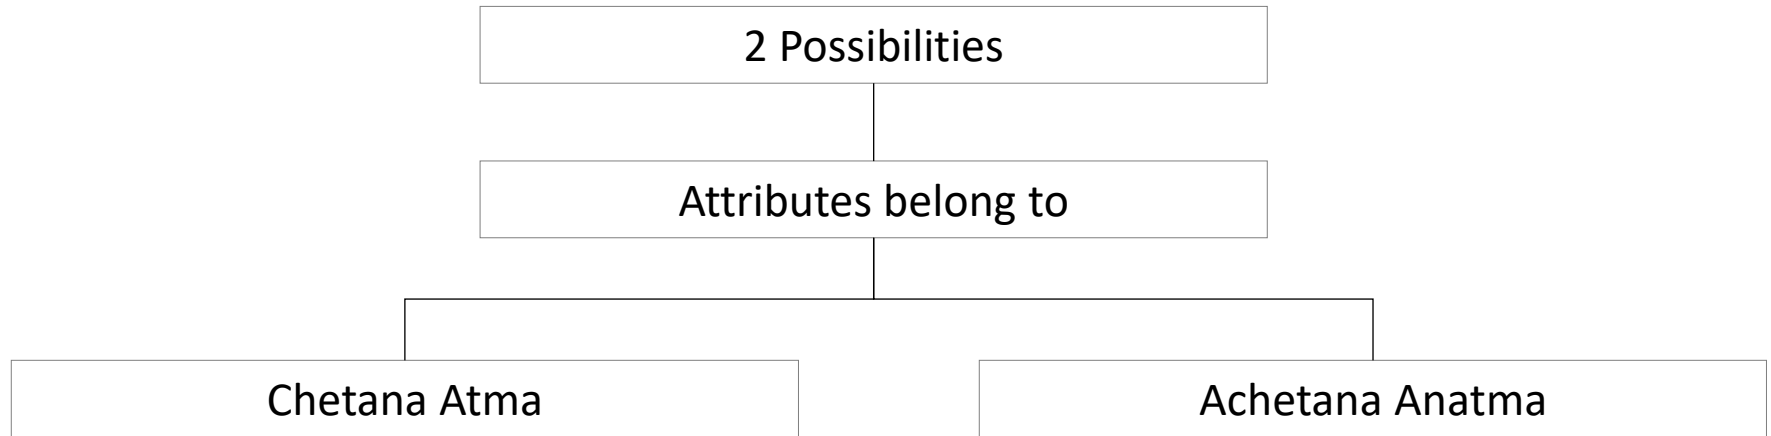 2 Possibilities
Attributes belong to
Chetana Atma
Achetana Anatma